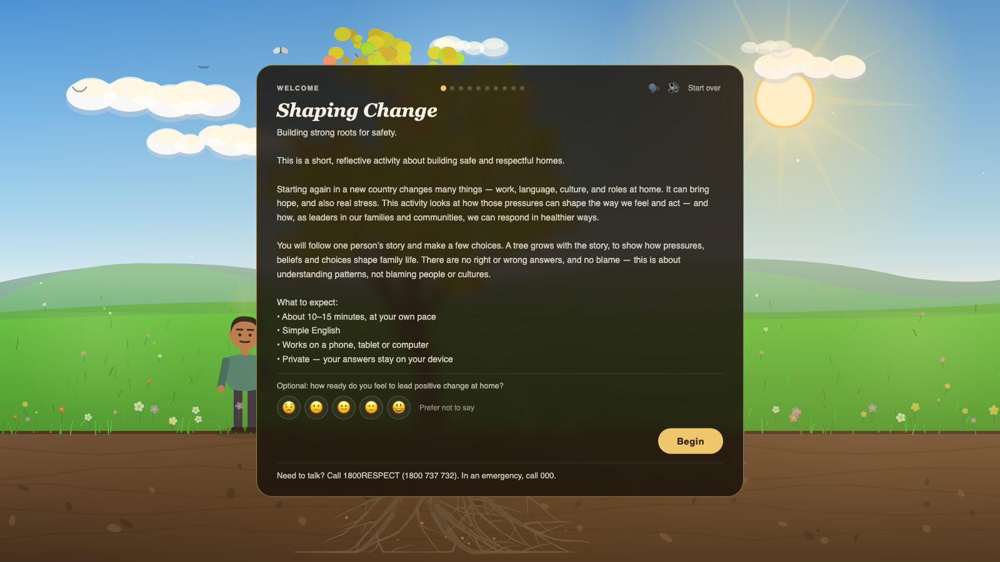 WELCOME
Start over
Shaping Change
Building strong roots for safety.
This is a short, reflective activity about building safe and respectful homes.
Starting again in a new country changes many things — work, language, culture, and roles at home. It can bring
hope, and also real stress. This activity looks at how those pressures can shape the way we feel and act — and
how, as leaders in our families and communities, we can respond in healthier ways.
You will follow one person’s story and make a few choices. A tree grows with the story, to show how pressures,
beliefs and choices shape family life. There are no right or wrong answers, and no blame — this is about
understanding patterns, not blaming people or cultures.
What to expect:
• About 10–15 minutes, at your own pace
• Simple English
• Works on a phone, tablet or computer
• Private — your answers stay on your device
Optional: how ready do you feel to lead positive change at home?
Prefer not to say
Begin
Need to talk? Call 1800RESPECT (1800 737 732). In an emergency, call 000.